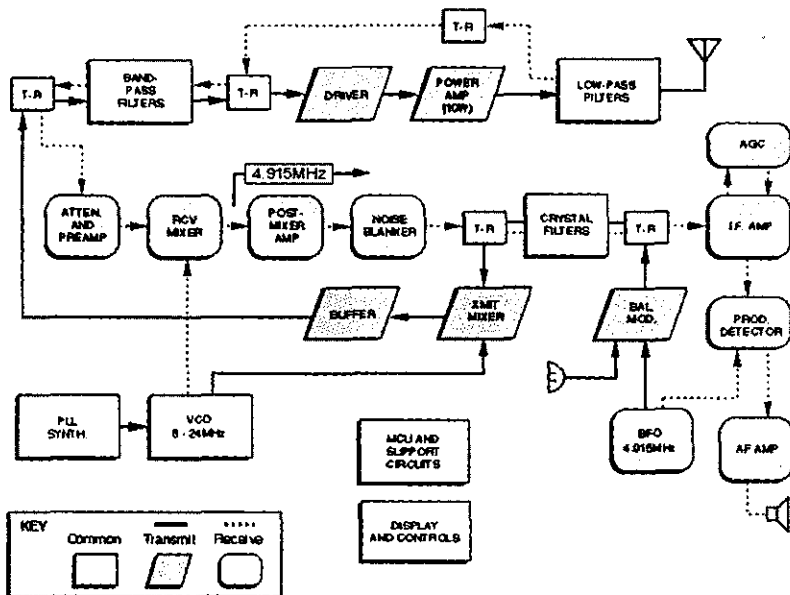 T-R
BAND-
PASS
FILTERS
T-R
T-R
DRIVER
POWER
AMP
(10W)
LOW-PASS
FILTERS
AGC
4.915MHz
ATTEN.
AND
PREAMP
RCV
MIXER
POST-
MIXER
AMP
NOISE
BLANKER
T-R
CRYSTAL
FILTERS
T-R
I.F. AMP
BUFFER
XMIT
MIXER
BAL.
MOD.
PROD.
DETECTOR
PLL
SYNTH.
VCO
6 - 24MHz
MCU AND
SUPPORT
CIRCUITS
BFO
4.915MHz
AF AMP
DISPLAY
AND CONTROLS
KEY
Common
Transmit
Receive